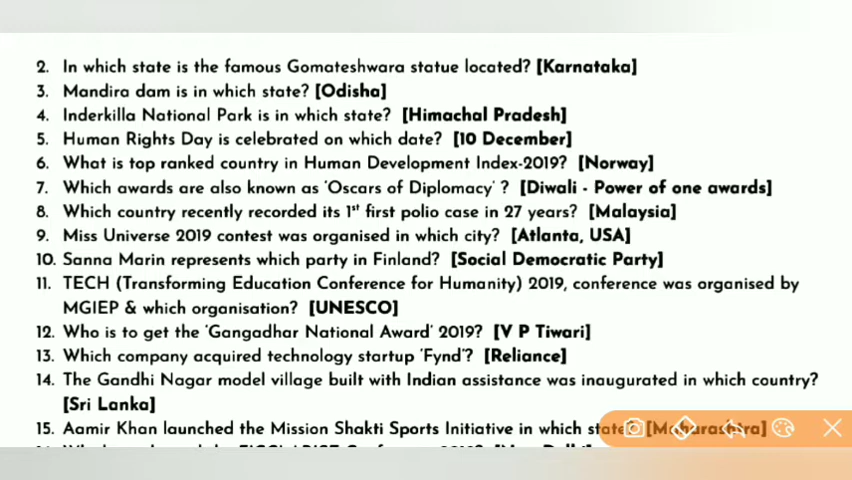 2. In which state is the famous Gomateshwara statue located? [Karnataka]
3. Mandira dam is in which state? [Odisha]
4. Inderkilla National Park is in which state? [Himachal Pradesh]
5. Human Rights Day is celebrated on which date? [10 December]
6. What is top ranked country in Human Development Index-2019? [Norway]
7. Which awards are also known as 'Oscars of Diplomacy' ? [Diwali - Power of one awards]
8. Which country recently recorded its 1st first polio case in 27 years? [Malaysia]
9. Miss Universe 2019 contest was organised in which city? [Atlanta, USA]
10. Sanna Marin represents which party in Finland? [Social Democratic Party]
11. TECH (Transforming Education Conference for Humanity) 2019, conference was organised by
MGIEP & which organisation? [UNESCO]
12. Who is to get the 'Gangadhar National Award' 2019? [V P Tiwari]
13. Which company acquired technology startup 'Fynd'? [Reliance]
14. The Gandhi Nagar model village built with Indian assistance was inaugurated in which country?
[Sri Lanka]
15. Aamir Khan launched the Mission Shakti Sports Initiative in which state? [Maharashtra]